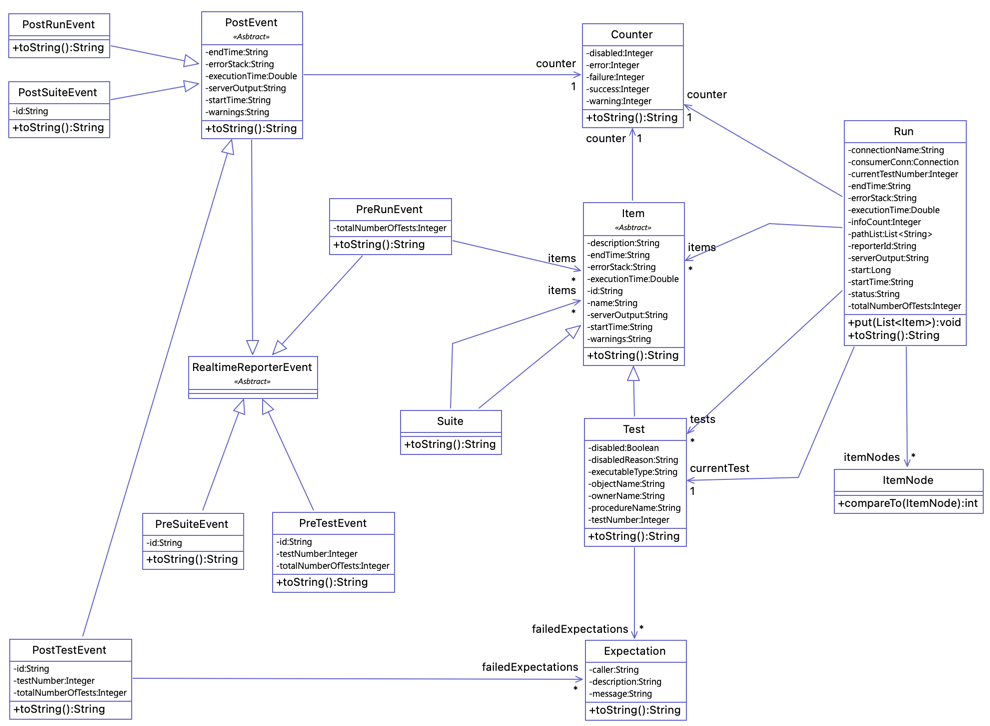 PostRunEvent
+toString():String
PostSuiteEvent
-id:String
+toString():String
PostEvent
«Asbtract»
-endTime:String
-errorStack:String
-executionTime:Double
-serverOutput:String
-startTime:String
-warnings:String
+toString():String
counter
1
Counter
-disabled:Integer
-error:Integer
-failure:Integer
-success:Integer
-warning:Integer
+toString():String
counter
1
counter
1
Run
-connectionName:String
-consumerConn:Connection
-currentTestNumber:Integer
-endTime:String
-errorStack:String
-executionTime:Double
-infoCount:Integer
-pathList:List<String>
-reporterId:String
-serverOutput:String
-start:Long
-startTime:String
-status:String
-totalNumberOfTests:Integer
+put(List<Item>):void
+toString():String
PreRunEvent
-totalNumberOfTests:Integer
+toString():String
items
*
items
*
Item
«Asbtract»
-description:String
-endTime:String
-errorStack:String
-executionTime:Double
-id:String
-name:String
-serverOutput:String
-startTime:String
-warnings:String
+toString():String
items
*
RealtimeReporterEvent
«Asbtract»
Suite
+toString():String
Test
-disabled:Boolean
-disabledReason:String
-executableType:String
-objectName:String
-ownerName:String
-procedureName:String
-testNumber:Integer
+toString():String
tests
*
currentTest
1
itemNodes
*
ItemNode
+compareTo(ItemNode):int
PreSuiteEvent
-id:String
+toString():String
PreTestEvent
-id:String
-testNumber:Integer
-totalNumberOfTests:Integer
+toString():String
failedExpectations
*
PostTestEvent
-id:String
-testNumber:Integer
-totalNumberOfTests:Integer
+toString():String
failedExpectations
*
Expectation
-caller:String
-description:String
-message:String
+toString():String